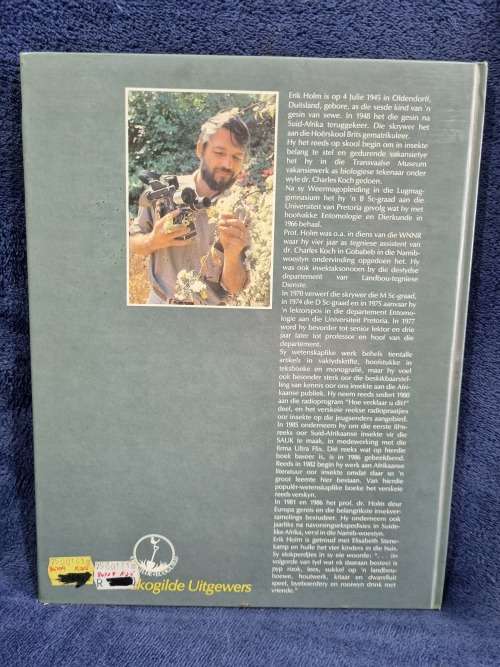 Erik Holm is op 4 Julie 1945 in Oldendorff,
Duitsland, gebore, as die sesde kind van 'n
gesin van sewe. In 1948 het die gesin na
Suid-Afrika teruggekeer. Die skrywer het
aan die Hoërskool Brits gematrikuleer.
Hy het reeds op skool begin om in insekte
belang te stel en gedurende vakansietye
het hy in die Transvaalse Museum
vakansiewerk as biologiese tekenaar onder
wyle dr. Charles Koch gedoen.
Na sy Weermagopleiding in die Lugmag-
gimnasium het hy 'n B Sc-graad aan die
Universiteit van Pretoria gevolg wat hy met
hoofvakke Entomologie en Dierkunde in
1966 behaal.
Prof. Holm was o.a. in diens van die WNNR
waar hy vier jaar as tegniese assistent van
dr. Charles Koch in Gobabeb in die Namib-
woestyn ondervinding opgedoen het. Hy
was ook insektaksonoom by die destydse
departement van Landbou-tegniese
Dienste.
In 1970 verwerf die skrywer die M Sc-graad,
in 1974 die D Sc-graad en in 1975 aanvaar hy
'n lektorspos in die departement Entomo-
logie aan die Universiteit Pretoria. In 1977
word hy bevorder tot senior lektor en drie
jaar later tot professor en hoof van die
departement.
Sy wetenskaplike werk behels tientalle
artikels in vaktydskrifte, hoofstukke in
teksboeke en monografië, maar hy voel
ook besonder sterk oor die beskikbaarstel-
ling van kennis oor ons insekte aan die Afri-
kaanse publiek. Hy neem reeds sedert 1980
aan die radioprogram "Hoe verklaar u dit?"
deel, en het verskeie reekse radiopraatjies
oor insekte op die jeugsenders aangebied.
In 1985 onderneem hy om die eerste film-
reeks oor Suid-Afrikaanse insekte vir die
SAUK te maak, in medewerking met die
firma Ultra Flis. Die reeks wat op hierdie
boek baseer is, is in 1986 gebeeldsend.
Reeds in 1982 begin hy werk aan Afrikaanse
literatuur oor insekte omdat daar so 'n
groot leemte hier bestaan. Van hierdie
populêr-wetenskaplike boeke het verskeie
reeds verskyn.
In 1981 en 1986 het prof. dr. Holm deur
Europa gereis en die belangrikste insekver-
samelings bestudeer. Hy onderneem ook
jaarliks na navorsingsekspedisies in Suide-
like Afrika, veral in die Namib-woestyn.
Erik Holm is getroud met Elisabeth Stene-
kamp en hulle het vier kinders in die huis.
Sy stokperdjies in sy eie woorde: ". . . (in
volgorde van tyd wat ek daaraan bestee) is
pyp rook, lees, sukkel op 'n landbou-
hoewe, houtwerk, kitaar en dwarsfluit
speel, byeboerdery en rooiwyn drink met
vriende."
kogilde Uitgewers